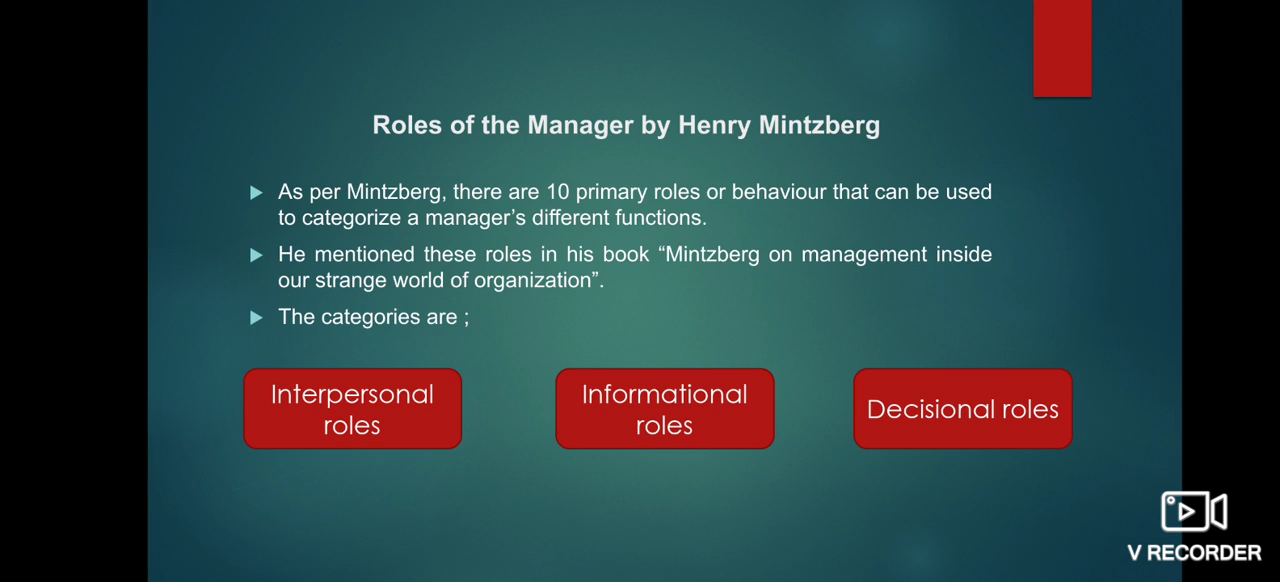 Roles of the Manager by Henry Mintzberg
As per Mintzberg, there are 10 primary roles or behaviour that can be used
to categorize a manager’s different functions.
He mentioned these roles in his book “Mintzberg on management inside
our strange world of organization”.
The categories are ;
Interpersonal
roles
Informational
roles
Decisional roles
V RECORDER